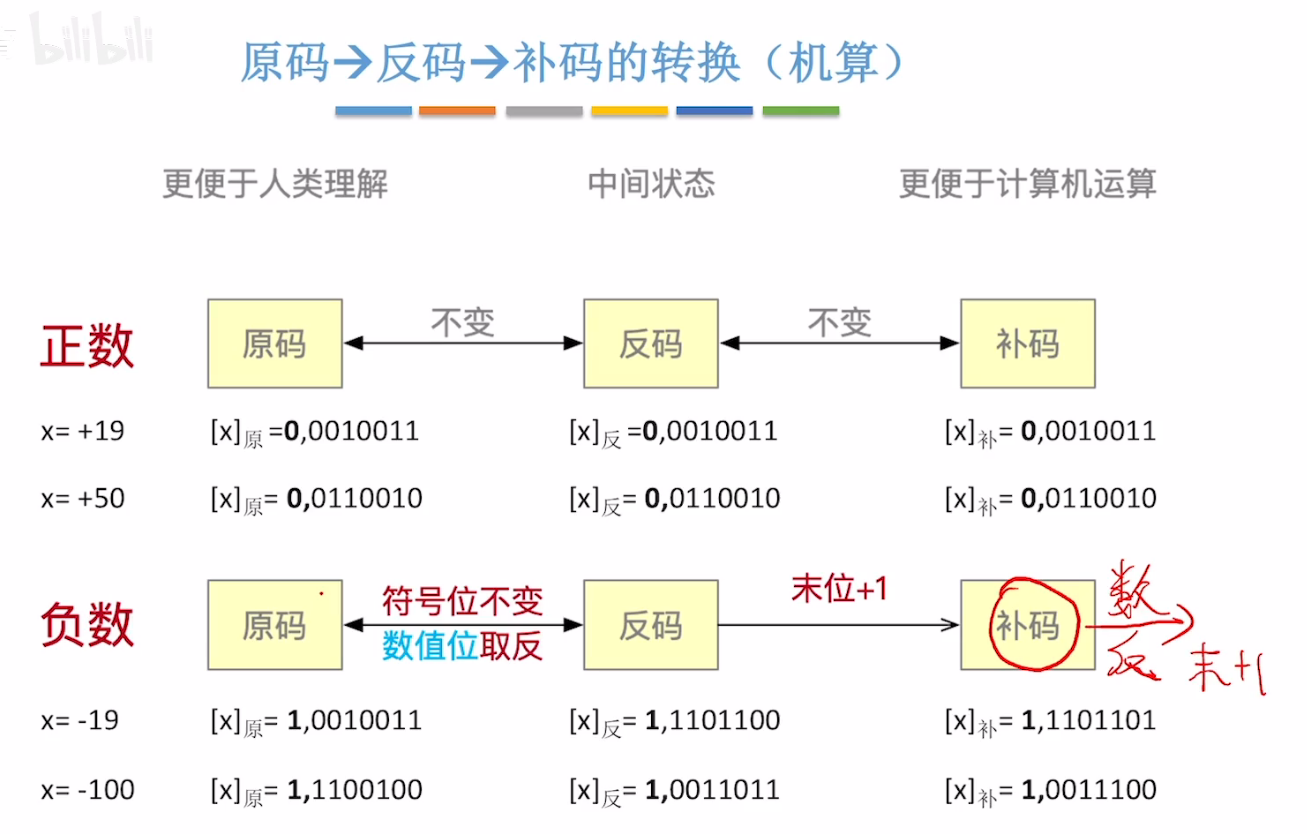 bilibili
原码→反码→补码的转换（机算）
更便于人类理解 中间状态 更便于计算机运算
不变 不变
正数 原码 反码 补码
x= +19 [x]原 =0,0010011 [x]反 =0,0010011 [x]补= 0,0010011
x= +50 [x]原= 0,0110010 [x]反= 0,0110010 [x]补= 0,0110010
符号位不变 末位+1 数
负数 原码 反码 补码
数值位取反 反 末+1
x= -19 [x]原= 1,0010011 [x]反= 1,1101100 [x]补= 1,1101101
x= -100 [x]原= 1,1100100 [x]反= 1,0011011 [x]补= 1,0011100